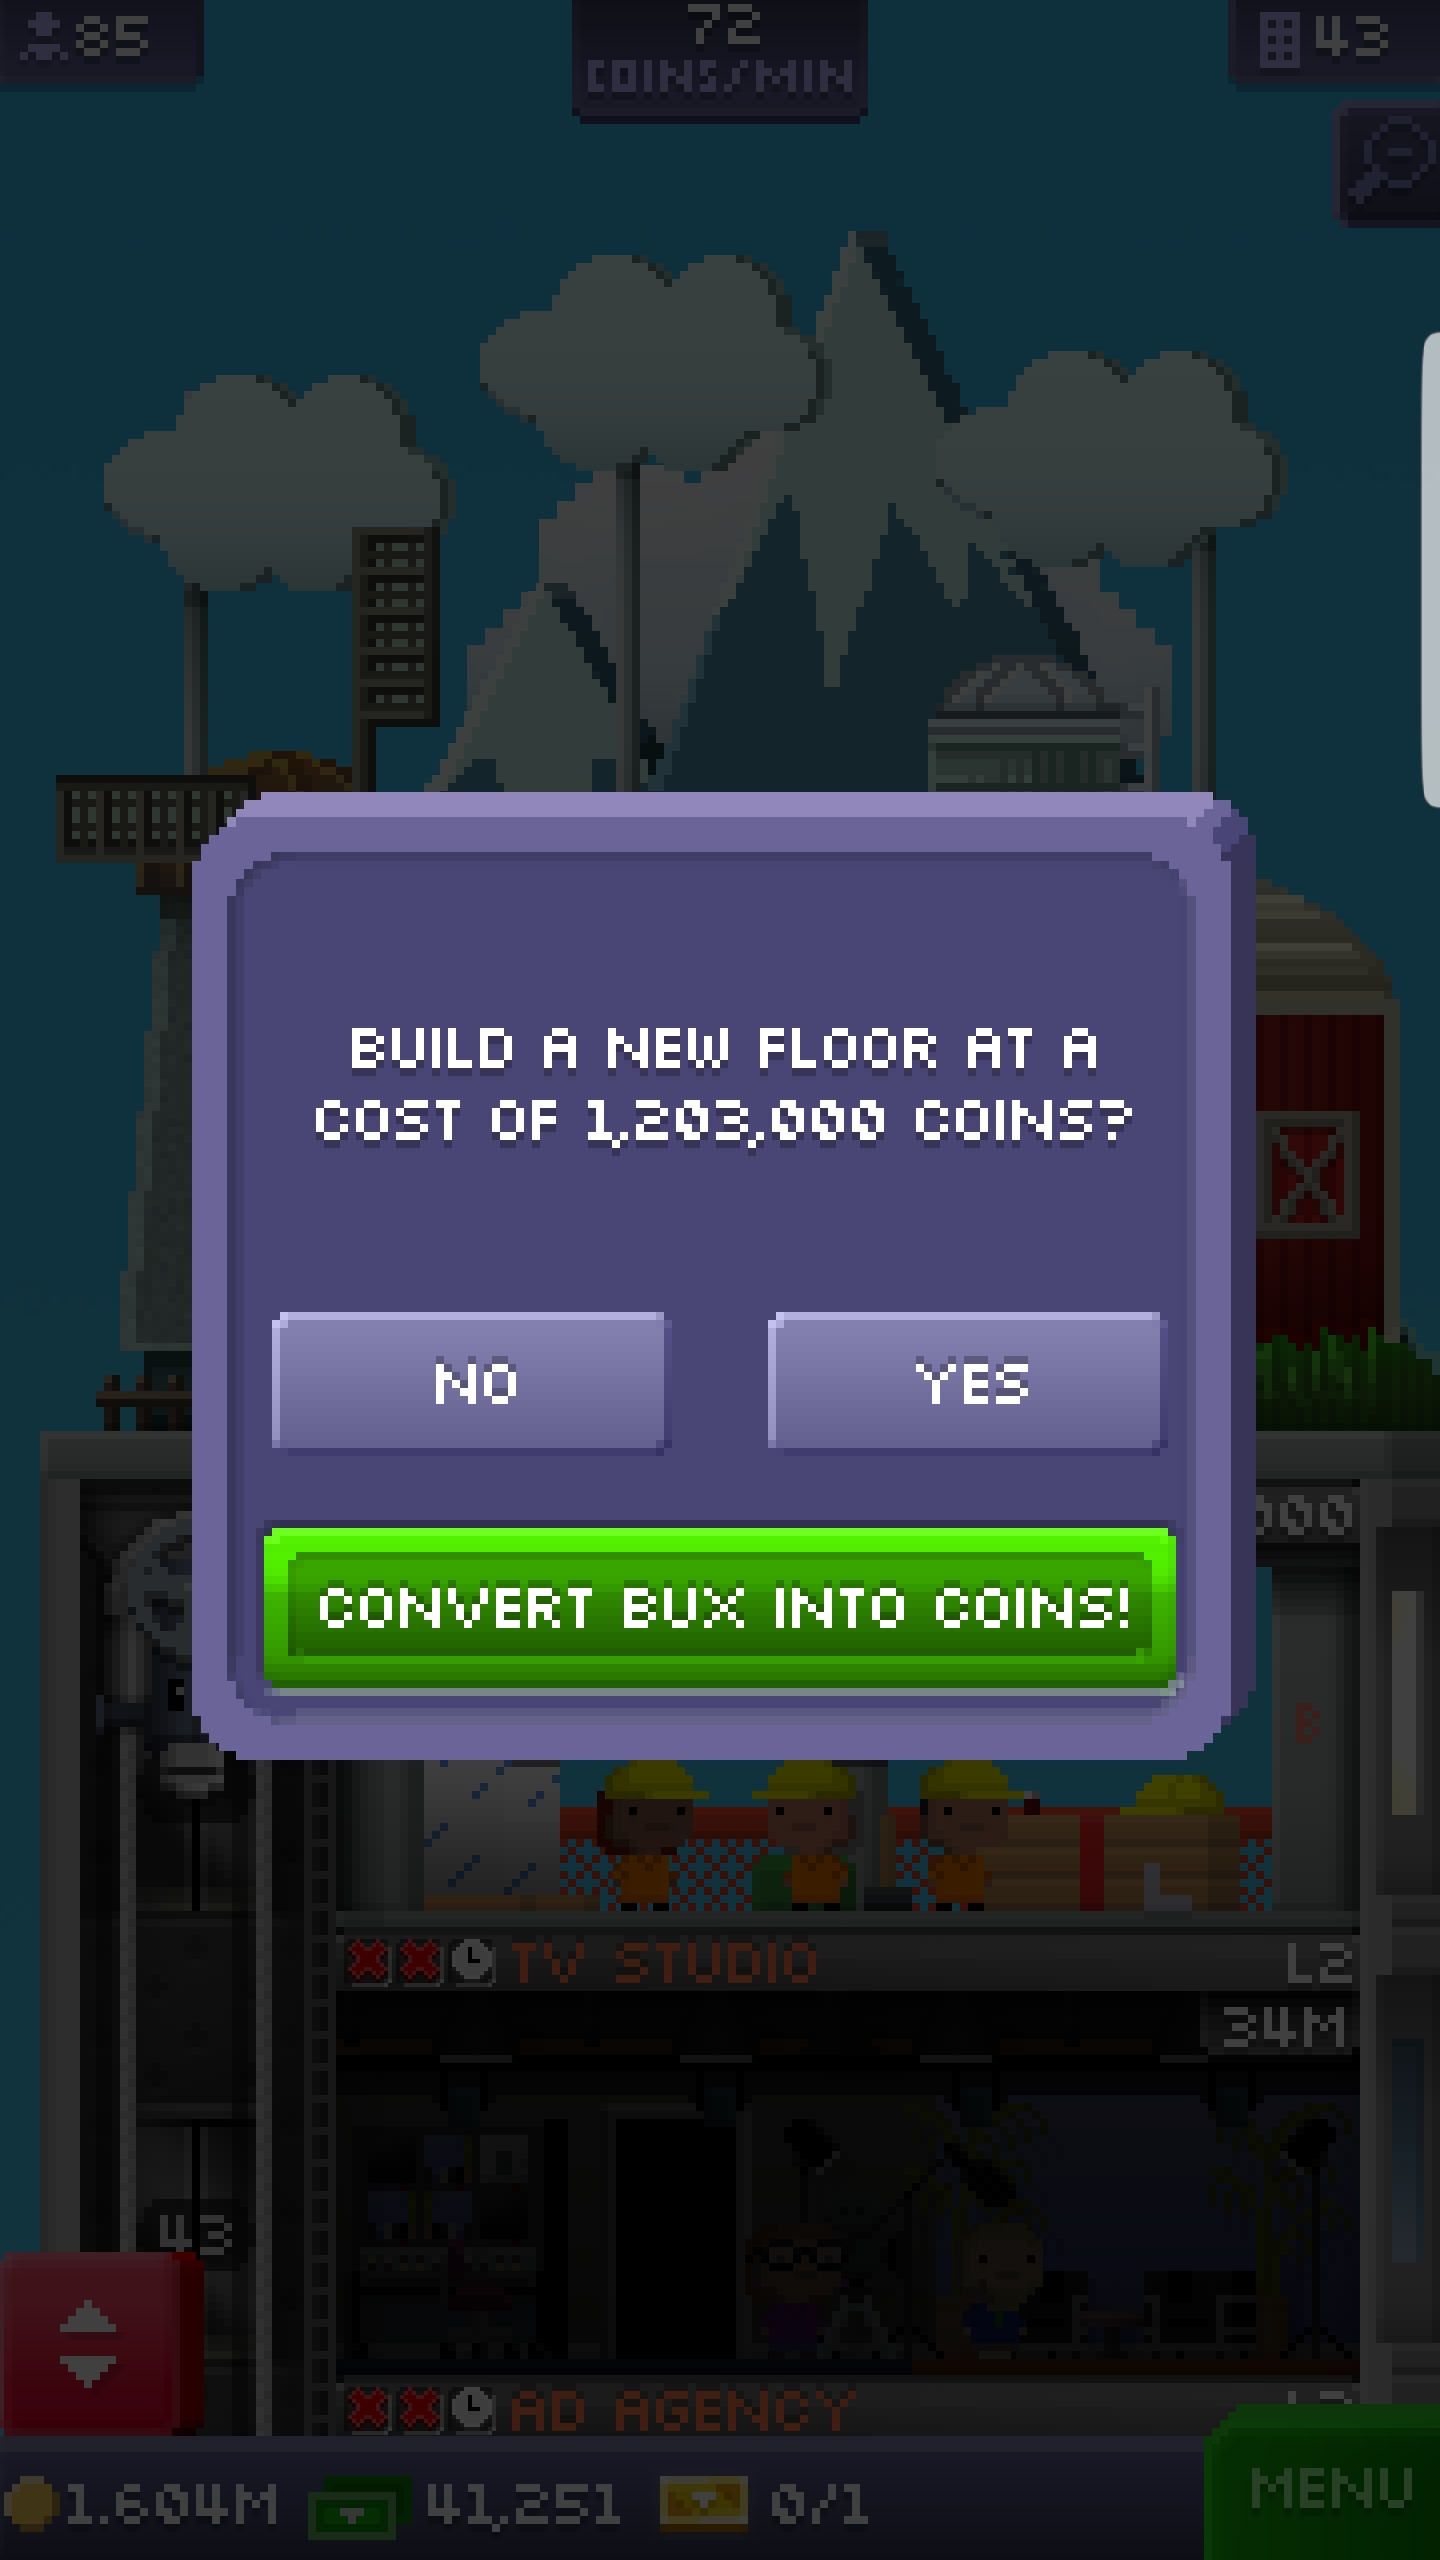 85
72
COINS/MIN
43
BUILD A NEW FLOOR AT A
COST OF 1,203,000 COINS?
NO
YES
000
CONVERT BUX INTO COINS!
B
TV STUDIO
L2
34M
43
AD AGENCY
1.604M
41,251
0/1
MENU